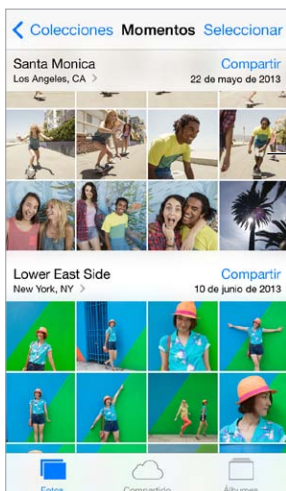 Colecciones Momentos Seleccionar
Santa Monica Compartir
Los Angeles, CA > 22 de mayo de 2013
Lower East Side Compartir
New York, NY > 10 de junio de 2013
Fotos Compartido Álbumes